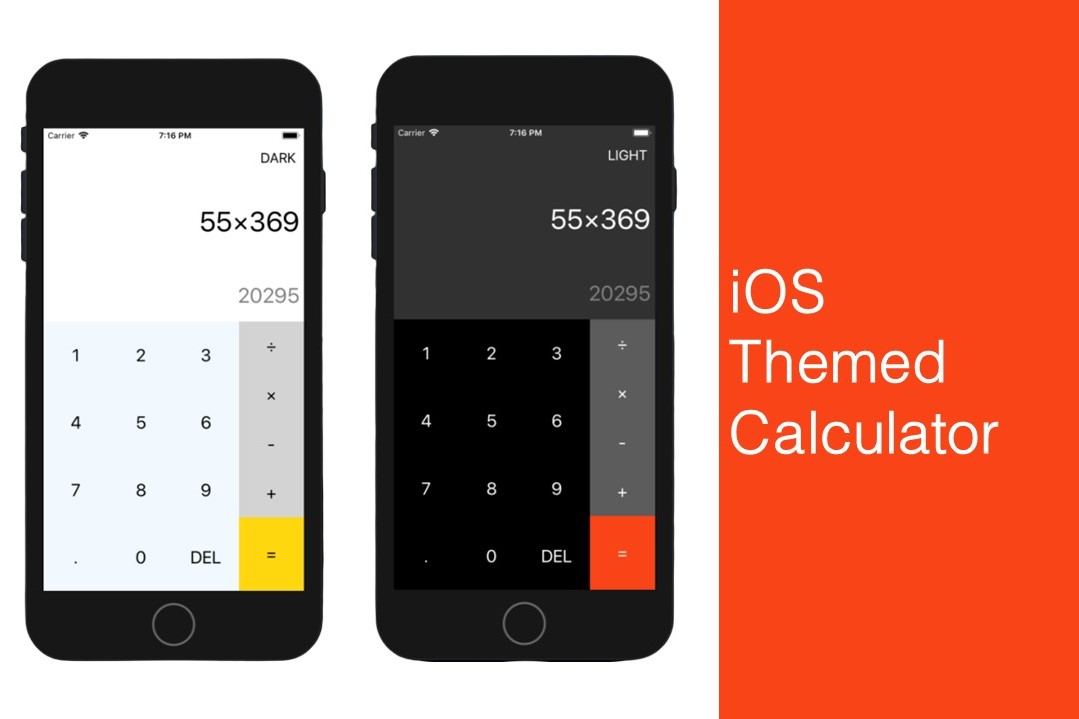 Carrier 7:16 PM
DARK
55×369
20295
1 2 3 ÷
4 5 6 ×
-
7 8 9 +
. 0 DEL =
Carrier 7:16 PM
LIGHT
55×369
20295
1 2 3 ÷
4 5 6 ×
-
7 8 9 +
. 0 DEL =
iOS
Themed
Calculator